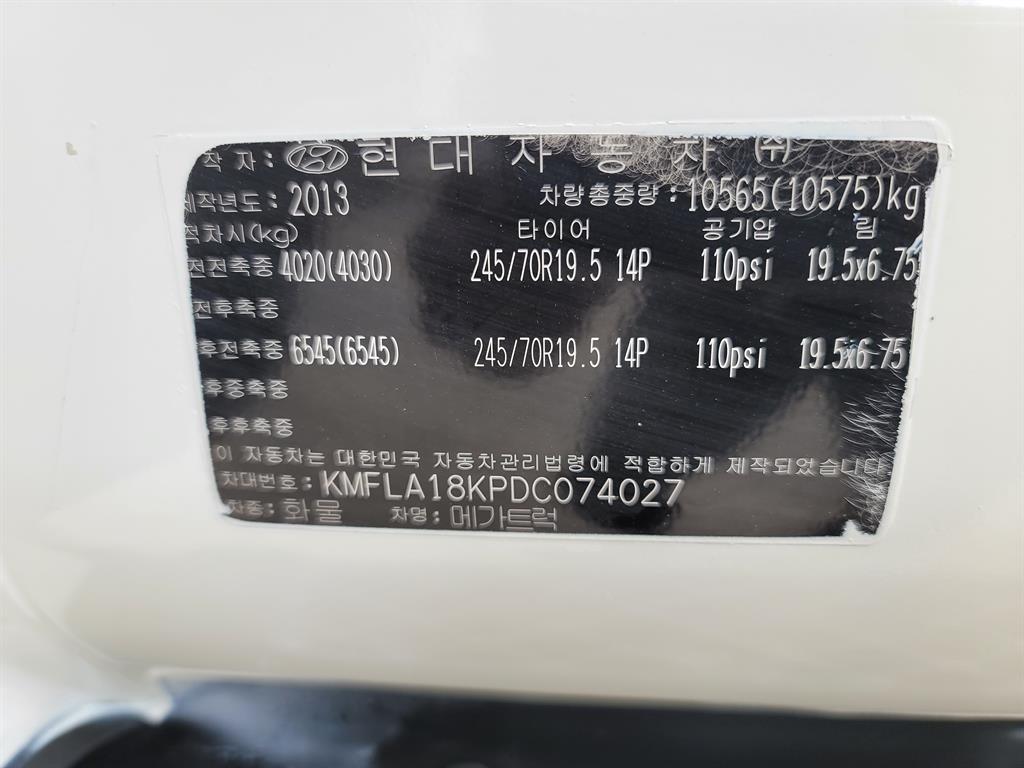 작 자: 현 대 자 동 차 ㈜
제작년도: 2013 차량총중량: 10565(10575)kg
적차시(kg) 타이어 공기압 림
전전축중 4020(4030) 245/70R19.5 14P 110psi 19.5x6.75
전후축중
후전축중 6545(6545) 245/70R19.5 14P 110psi 19.5x6.75
후중축중
후후축중
이 자동차는 대한민국 자동차관리법령에 적합하게 제작되었습니다
차대번호: KMFLA18KPDC074027
차종: 화물 차명: 메가트럭